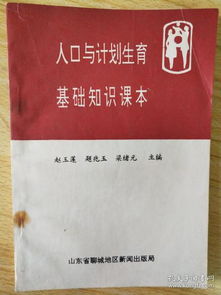 人口与计划生育
基础知识课本
赵玉莲 赵兆玉 梁绪元 主编
山东省聊城地区新闻出版局